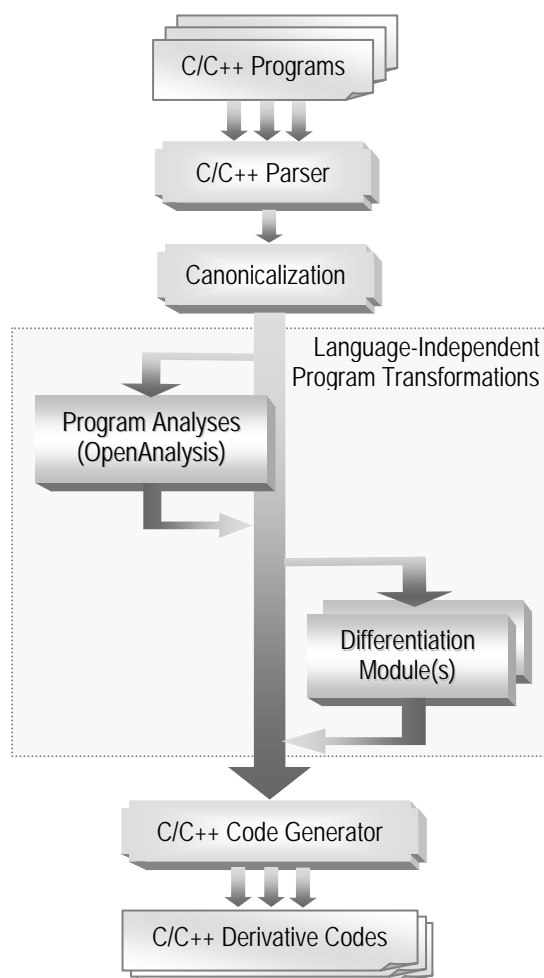 C/C++ Programs
C/C++ Parser
Canonicalization
Language-Independent
Program Transformations
Program Analyses
(OpenAnalysis)
Differentiation
Module(s)
C/C++ Code Generator
C/C++ Derivative Codes